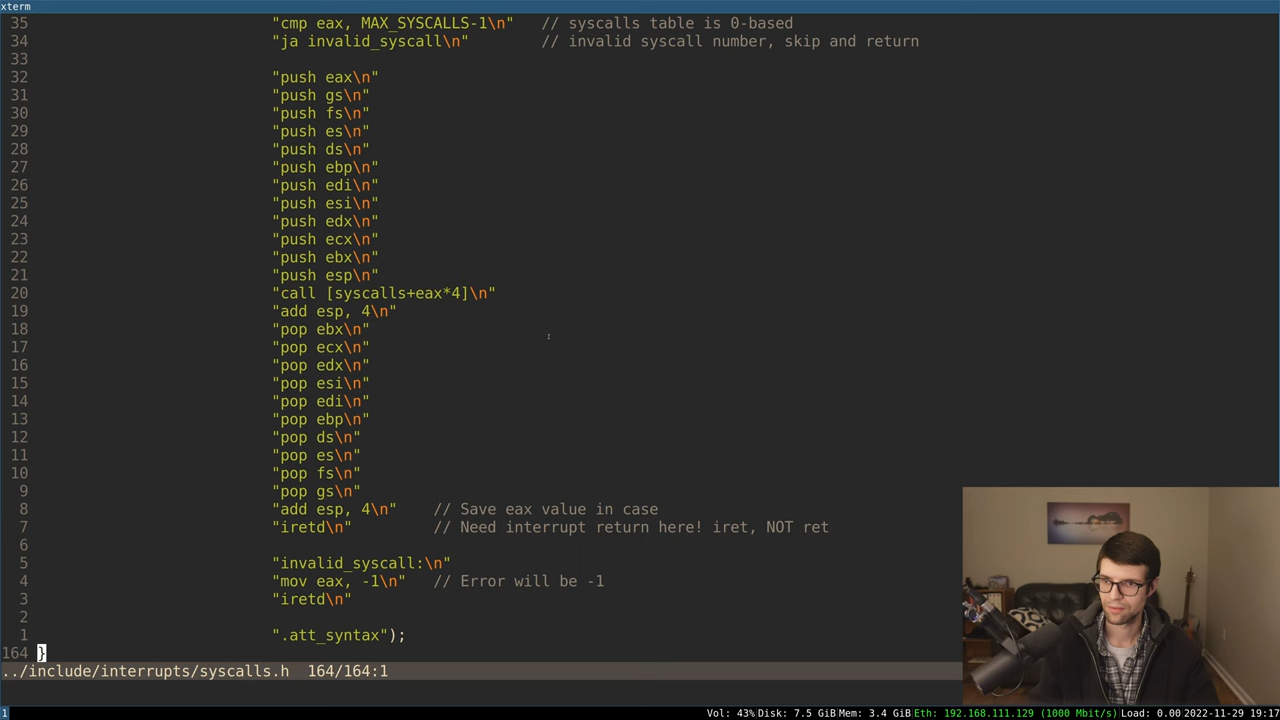 xterm
35 "cmp eax, MAX_SYSCALLS-1\n" // syscalls table is 0-based
34 "ja invalid_syscall\n" // invalid syscall number, skip and return
33
32 "push eax\n"
31 "push gs\n"
30 "push fs\n"
29 "push es\n"
28 "push ds\n"
27 "push ebp\n"
26 "push edi\n"
25 "push esi\n"
24 "push edx\n"
23 "push ecx\n"
22 "push ebx\n"
21 "push esp\n"
20 "call [syscalls+eax*4]\n"
19 "add esp, 4\n"
18 "pop ebx\n"
17 "pop ecx\n"
16 "pop edx\n"
15 "pop esi\n"
14 "pop edi\n"
13 "pop ebp\n"
12 "pop ds\n"
11 "pop es\n"
10 "pop fs\n"
9 "pop gs\n"
8 "add esp, 4\n" // Save eax value in case
7 "iretd\n" // Need interrupt return here! iret, NOT ret
6
5 "invalid_syscall:\n"
4 "mov eax, -1\n" // Error will be -1
3 "iretd\n"
2
1 ".att_syntax");
164 }
../include/interrupts/syscalls.h 164/164:1
1 Vol: 43% Disk: 7.5 GiB Mem: 3.4 GiB Eth: 192.168.111.129 (1000 Mbit/s) Load: 0.00 2022-11-29 19:17